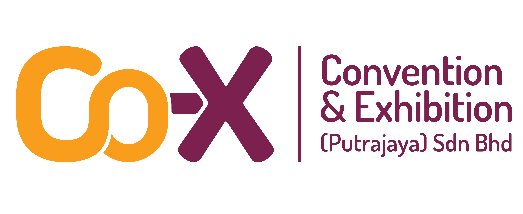 Co-X
Convention
& Exhibition
(Putrajaya) Sdn Bhd